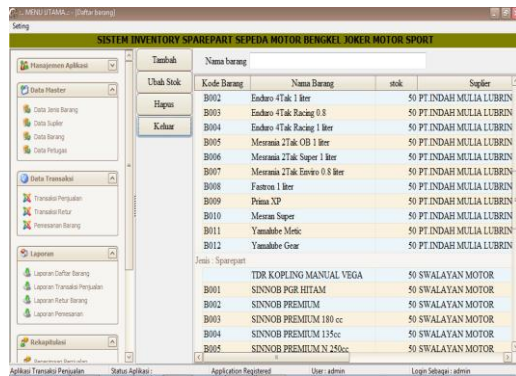 :. MENU UTAMA.:. - [Daftar barang]
Seting
SISTEM INVENTORY SPAREPART SEPEDA MOTOR BENGKEL JOKER MOTOR SPORT
Manajemen Aplikasi
Data Master
Data Jenis Barang
Data Suplier
Data Barang
Data Petugas
Data Transaksi
Transaksi Penjualan
Transaksi Retur
Pemesanan Barang
Laporan
Laporan Daftar Barang
Laporan Transaksi Penjualan
Laporan Retur Barang
Laporan Pemesanan
Rekapitulasi
Tambah
Ubah Stok
Hapus
Keluar
Nama barang
Kode Barang Nama Barang stok Suplier
B002 Enduro 4Tak 1 liter 50 PT.INDAH MULIA LUBRIN
B003 Enduro 4Tak Racing 0.8 50 PT.INDAH MULIA LUBRIN
B004 Enduro 4Tak Racing 1 liter 50 PT.INDAH MULIA LUBRIN
B005 Mesrania 2Tak OB 1 liter 50 PT.INDAH MULIA LUBRIN
B006 Mesrania 2Tak Super 1 liter 50 PT.INDAH MULIA LUBRIN
B007 Mesrania 2Tak Enviro 0.8 liter 50 PT.INDAH MULIA LUBRIN
B008 Fastron 1 liter 50 PT.INDAH MULIA LUBRIN
B009 Prima XP 50 PT.INDAH MULIA LUBRIN
B010 Mesran Super 50 PT.INDAH MULIA LUBRIN
B011 Yamalube Metic 50 PT.INDAH MULIA LUBRIN
B012 Yamalube Gear 50 PT.INDAH MULIA LUBRIN
Jenis : Sparepart
TDR KOPLING MANUAL VEGA 50 SWALAYAN MOTOR
B001 SINNOB PGR HITAM 50 SWALAYAN MOTOR
B002 SINNOB PREMIUM 50 SWALAYAN MOTOR
B003 SINNOB PREMIUM 180 cc 50 SWALAYAN MOTOR
B004 SINNOB PREMIUM 135cc 50 SWALAYAN MOTOR
B005 SINNOB PREMIUM N 250cc 50 SWALAYAN MOTOR
Aplikasi Transaksi Penjualan Status Aplikasi : Application Registered User : admin Login Sebagai : admin